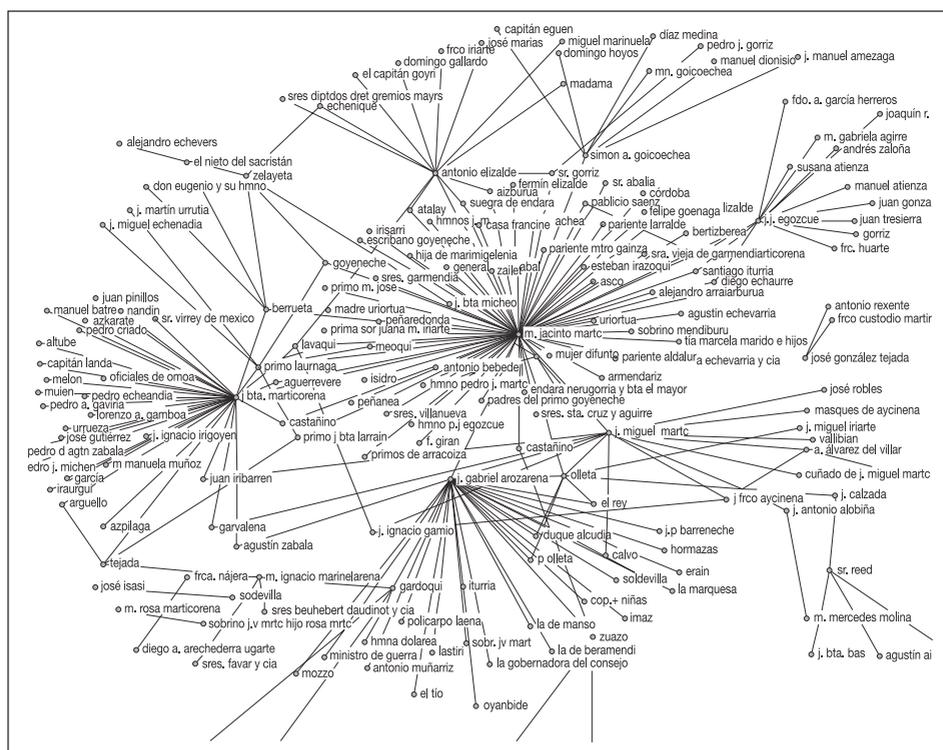 capitán eguen
josé marias
miguel marinuela
díaz medina
frco iriarte
domingo hoyos
pedro j. gorriz
domingo gallardo
manuel dionisio
j. manuel amezaga
el capitán goyri
mn. goicoechea
madama
sres diptdos dret gremios mayrs
echenique
fdo. a. garcía herreros
joaquín r.
alejandro echevers
m. gabriela agirre
andrés zaloña
el nieto del sacristán
simon a. goicoechea
zelayeta
antonio elizalde
sr. gorriz
susana atienza
don eugenio y su hmno
fermín elizalde
sr. abalia
manuel atienza
aizburua
córdoba
suegra de endara
pablicio saenz
juan gonza
j. martín urrutia
atalay
felipe goenaga
lizalde
j. miguel echenadia
hmnos j. m.
casa francine
achea
pariente larralde
j.j. egozcue
juan tresierra
irisarri
bertizberea
gorriz
escribano goyeneche
frc. huarte
hija de marimigelenia
pariente mtro gainza
sra. vieja de garmendiarticorena
goyeneche
general
zailet
abal
esteban irazoqui
santiago iturria
sres. garmendia
asco
diego echaurre
primo m. josé
alejandro arraiarburua
juan pinillos
j. bta micheo
antonio rexente
manuel batre
nandín
berrueta
madre uriortua
agustin echevarria
azkarate
sr. virrey de mexico
peñaredonda
uriortua
frco custodio martir
pedro criado
prima sor juana m. iriarte
m. jacinto martc
sobrino mendiburu
altube
lavaqui
meoqui
tia marcela marido e hijos
mujer difunto
parciente aldalur
a echevarria y cia
josé gonzález tejada
capitán landa
primo laurnaga
antonio bebede
melon
oficiales de omoa
isidro
armendariz
aguerrevere
hmno pedro j. martc
muien
pedro echeandia
j bta. marticorena
endara nerugorria y bta el mayor
josé robles
pedro a. gaviria
peñanea
padres del primo goyeneche
lorenzo a. gamboa
sres. villanueva
sres. sta. cruz y aguirre
masques de aycinena
castañino
hmno p.j egozcue
urrueza
j. miguel martc
j. miguel iriarte
josé gutiérrez
j. ignacio irigoyen
primo j bta larrain
f. giran
vallibian
pedro d agtn zabala
primos de arracoiza
castañino
a. álvarez del villar
edro j. michen
m manuela muñoz
garcía
juan iribarren
j. gabriel arozarena
olleta
cuñado de j. miguel martc
iraurgui
j. calzada
arguello
el rey
j frco aycinena
j. antonio alobiña
azpilaga
garvalena
j. ignacio gamio
duque alcudia
j.p barreneche
agustín zabala
hormazas
tejada
p olleta
calvo
erain
sr. reed
frca. nájera
m. ignacio marinelarena
josé isasi
gardoqui
iturria
soldevilla
la marquesa
sodevilla
cop.+ niñas
m. rosa marticorena
sres beuhebert daudinot y cia
imaz
m. mercedes molina
sobrino j.v mrtc hijo rosa mrtc
policarpo laena
la de manso
zuazo
diego a. arechederra ugarte
hmna dolarea
sobr. jv mart
la de beramendi
j. bta. bas
agustín ai
ministro de guerra
lastiri
sres. favar y cia
antonio muñarriz
la gobernadora del consejo
mozzo
el tío
oyanbide